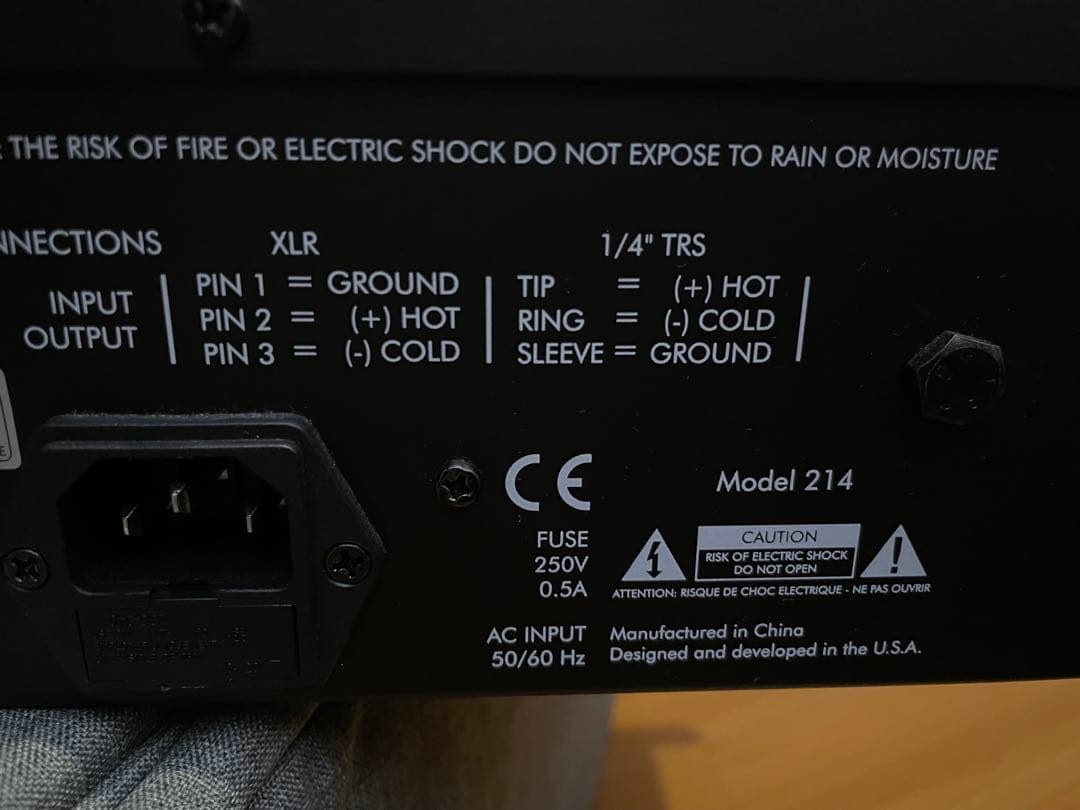 THE RISK OF FIRE OR ELECTRIC SHOCK DO NOT EXPOSE TO RAIN OR MOISTURE
NNECTIONS XLR 1/4" TRS
INPUT PIN 1 = GROUND TIP = (+) HOT
OUTPUT PIN 2 = (+) HOT RING = (-) COLD
PIN 3 = (-) COLD SLEEVE = GROUND
E
CE
Model 214
FUSE
250V
0.5A
CAUTION
RISK OF ELECTRIC SHOCK
DO NOT OPEN
ATTENTION: RISQUE DE CHOC ELECTRIQUE - NE PAS OUVRIR
AC INPUT
50/60 Hz
Manufactured in China
Designed and developed in the U.S.A.